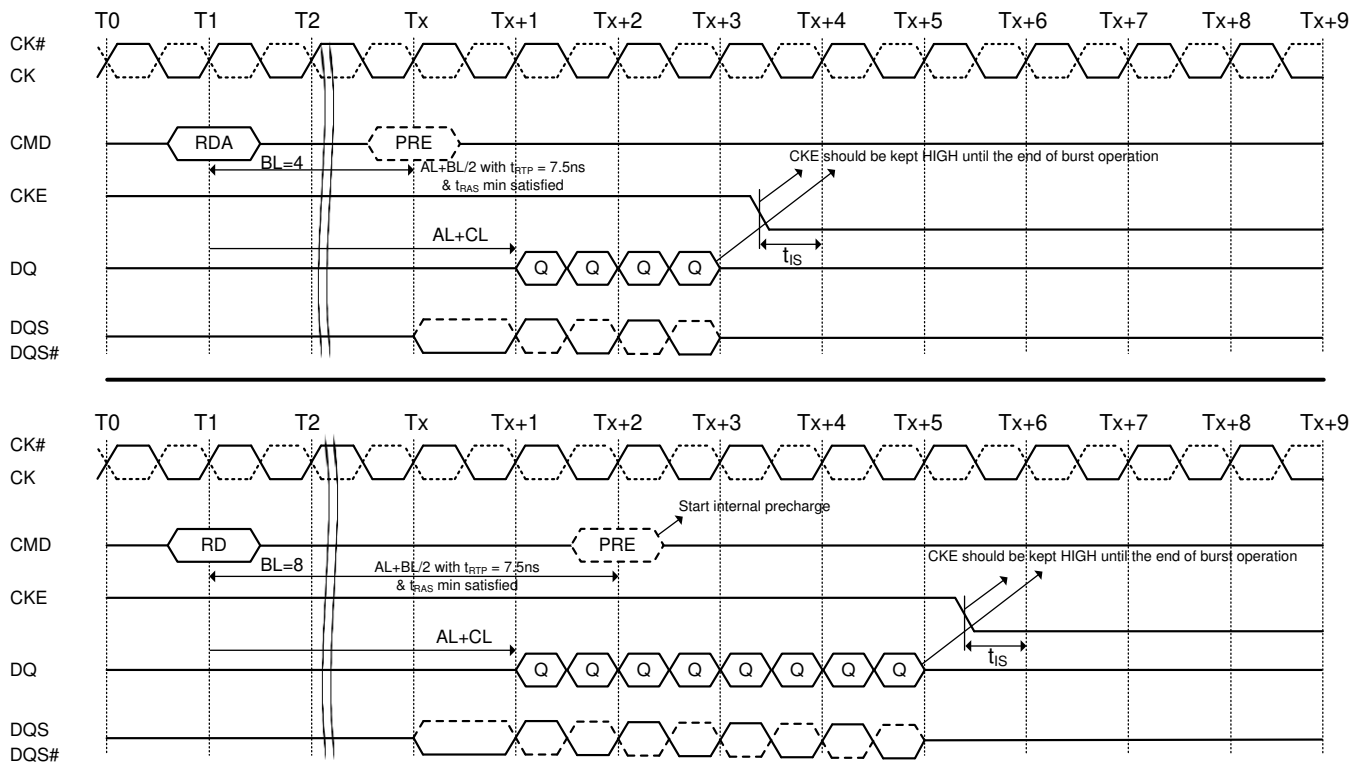 T0 T1 T2 Tx Tx+1 Tx+2 Tx+3 Tx+4 Tx+5 Tx+6 Tx+7 Tx+8 Tx+9
CK#
CK
CMD RDA PRE
BL=4 AL+BL/2 with tRTP = 7.5ns
& tRAS min satisfied
CKE should be kept HIGH until the end of burst operation
CKE
AL+CL
tIS
DQ Q Q Q Q
DQS
DQS#
T0 T1 T2 Tx Tx+1 Tx+2 Tx+3 Tx+4 Tx+5 Tx+6 Tx+7 Tx+8 Tx+9
CK#
CK
Start internal precharge
CMD RD PRE
CKE should be kept HIGH until the end of burst operation
BL=8 AL+BL/2 with tRTP = 7.5ns
& tRAS min satisfied
CKE
AL+CL
tIS
DQ Q Q Q Q Q Q Q Q
DQS
DQS#